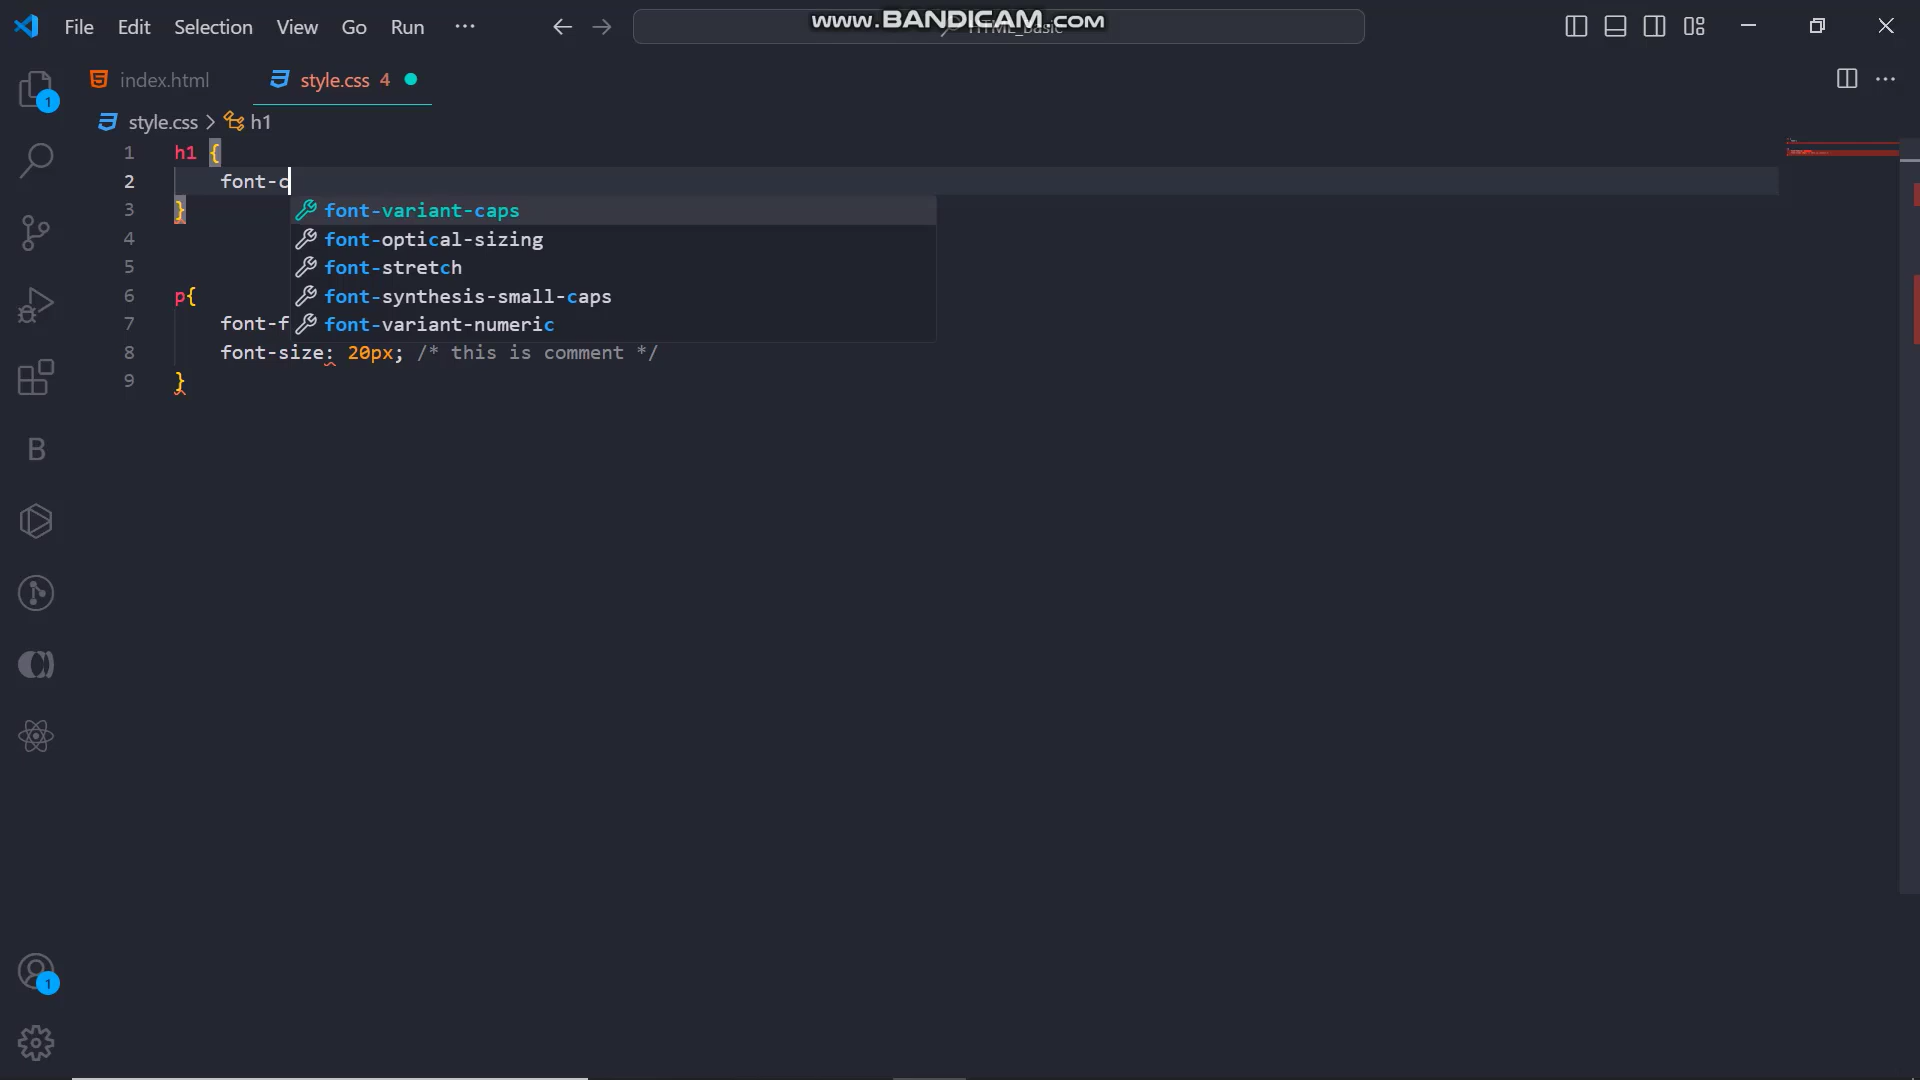 File Edit Selection View Go Run ···
www.BANDICAM.com
HTML_Basic
1
index.html
style.css 4
style.css > h1
1 h1 {
2 font-c
3 }
font-variant-caps
4
font-optical-sizing
5
font-stretch
6 p{
font-synthesis-small-caps
7 font-f
font-variant-numeric
8 font-size: 20px; /* this is comment */
9 }
B
1